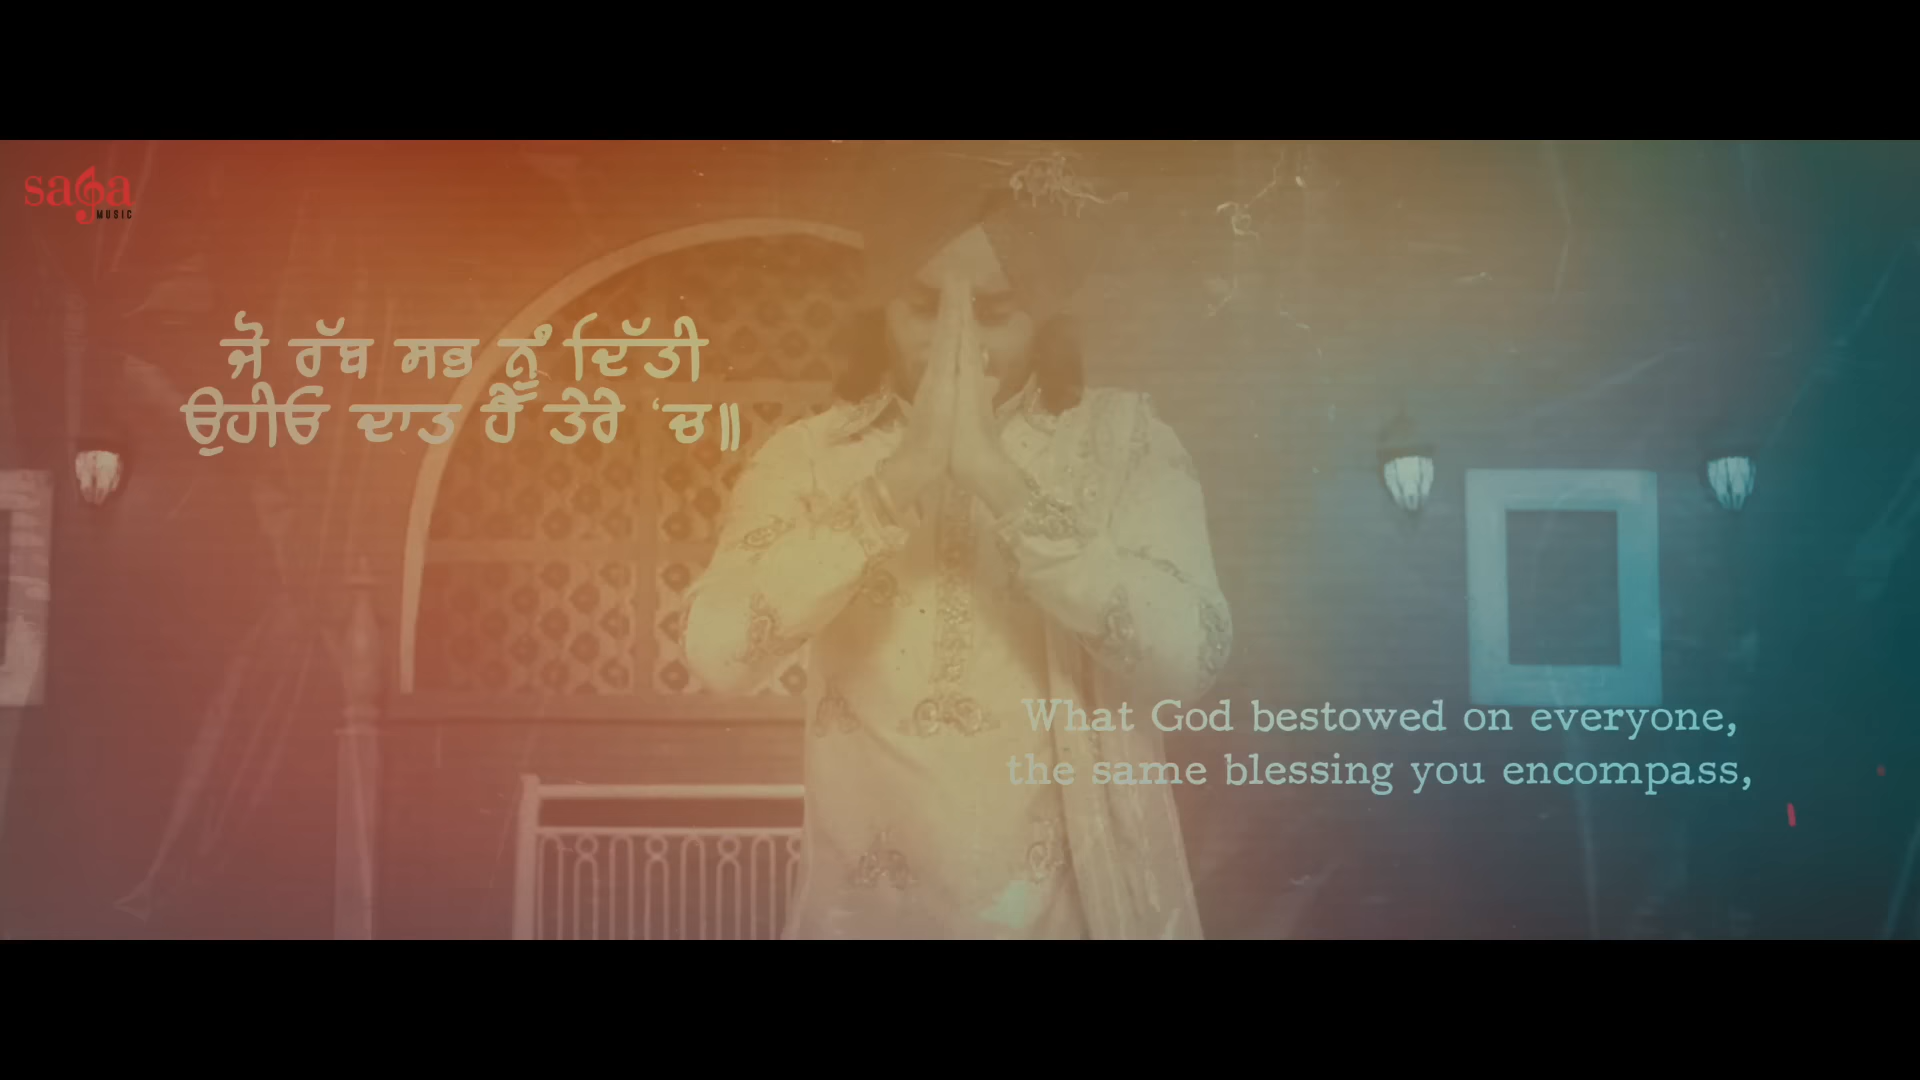 saga
MUSIC
ਜੋ ਰੱਬ ਸਭ ਨੂੰ ਦਿੱਤੀ
ਉਹੀਓ ਦਾਤ ਹੈ ਤੇਰੇ ‘ਚ॥
What God bestowed on everyone,
the same blessing you encompass,